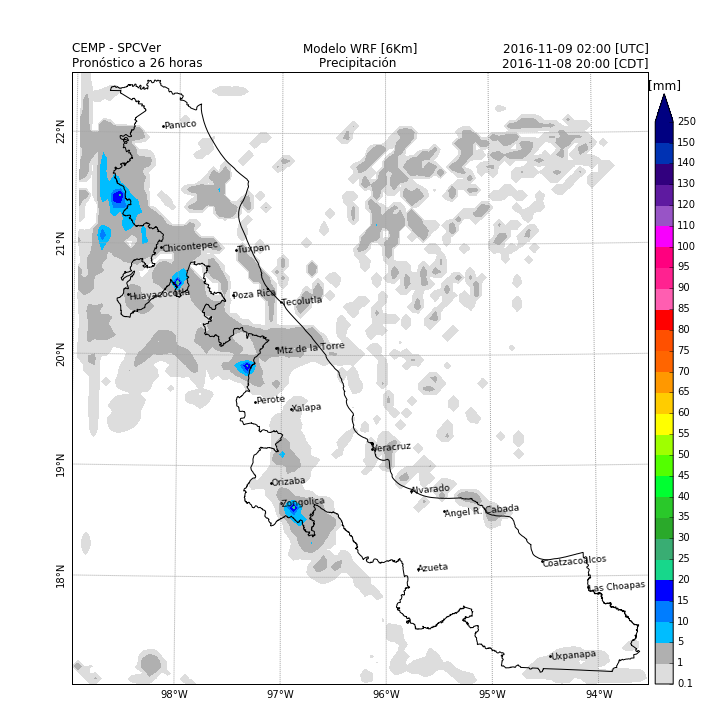 CEMP - SPCVer
Pronóstico a 26 horas
Modelo WRF [6Km]
Precipitación
2016-11-09 02:00 [UTC]
2016-11-08 20:00 [CDT]
[mm]
250
150
140
130
120
110
100
95
90
85
80
75
70
65
60
55
50
45
40
35
30
25
20
15
10
5
1
0.1
22°N
21°N
20°N
19°N
18°N
98°W
97°W
96°W
95°W
94°W
Panuco
Chicontepec
Tuxpan
Huayacocotla
Poza Rica
Tecolutla
Mtz de la Torre
Perote
Xalapa
Veracruz
Orizaba
Alvarado
Zongolica
Angel R. Cabada
Coatzacoalcos
Azueta
Las Choapas
Uxpanapa